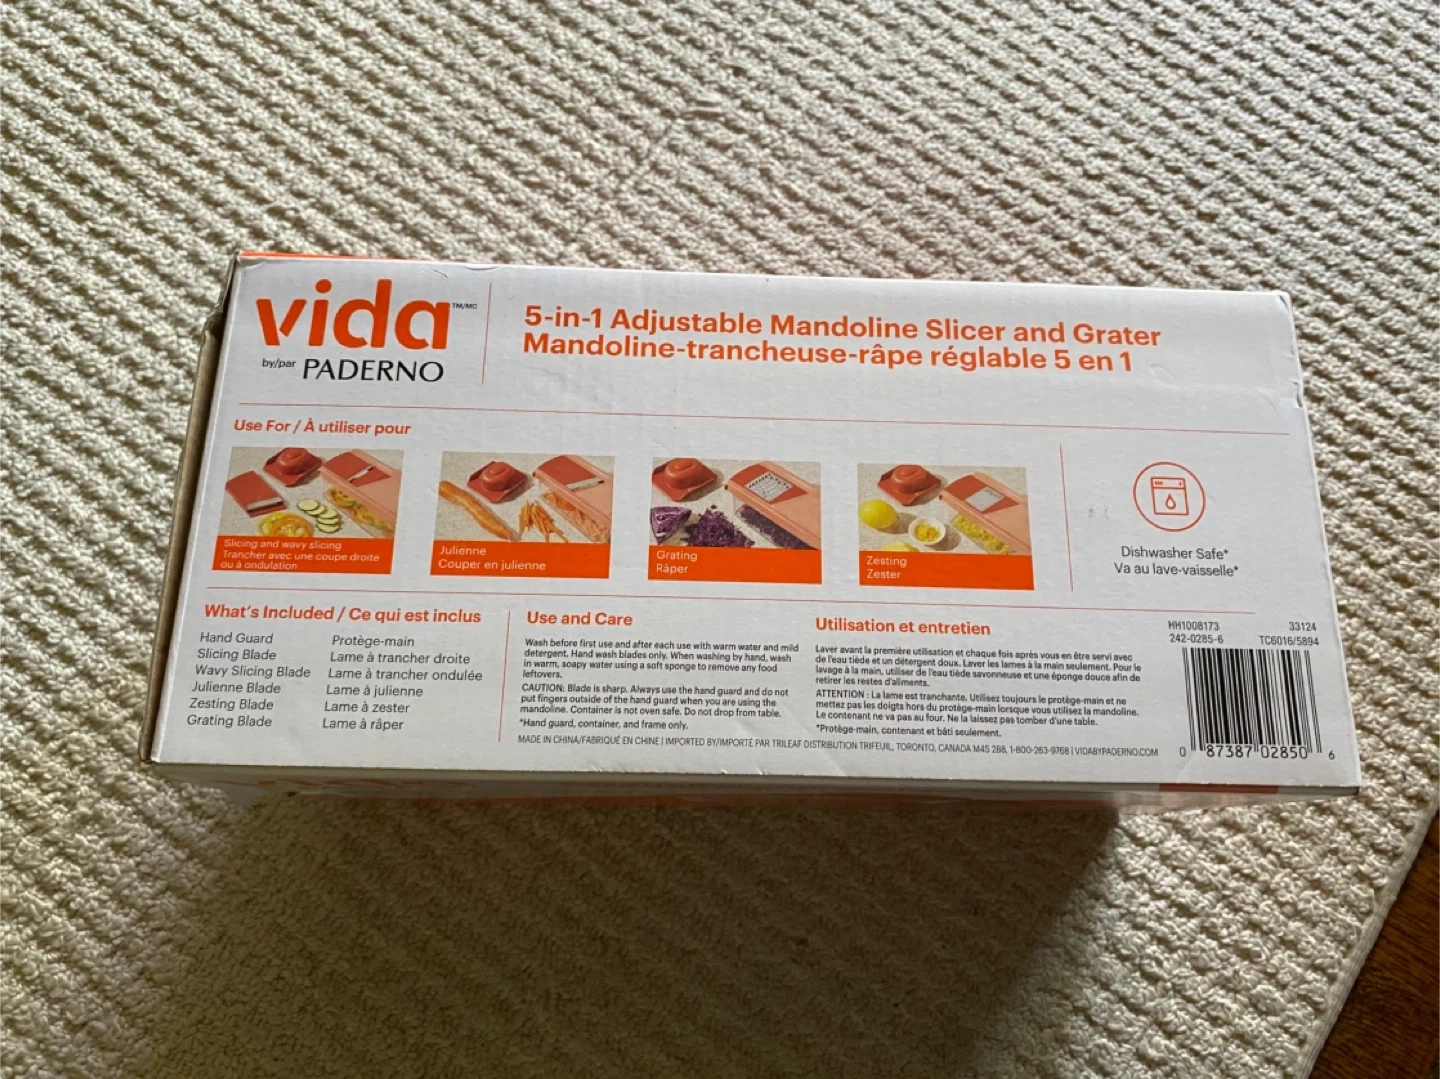 vida TM/MC
by/par PADERNO
5-in-1 Adjustable Mandoline Slicer and Grater
Mandoline-trancheuse-râpe réglable 5 en 1
Use For / À utiliser pour
Slicing and wavy slicing
Trancher avec une coupe droite
ou à ondulation
Julienne
Couper en julienne
Grating
Râper
Zesting
Zester
Dishwasher Safe*
Va au lave-vaisselle*
What's Included / Ce qui est inclus
Hand Guard
Slicing Blade
Wavy Slicing Blade
Julienne Blade
Zesting Blade
Grating Blade
Protège-main
Lame à trancher droite
Lame à trancher ondulée
Lame à julienne
Lame à zester
Lame à râper
Use and Care
Wash before first use and after each use with warm water and mild
detergent. Hand wash blades only. When washing by hand, wash
in warm, soapy water using a soft sponge to remove any food
leftovers.
CAUTION: Blade is sharp. Always use the hand guard and do not
put fingers outside of the hand guard when you are using the
mandoline. Container is not oven safe. Do not drop from table.
*Hand guard, container, and frame only.
Utilisation et entretien
Laver avant la première utilisation et chaque fois après vous en être servi avec
de l'eau tiède et un détergent doux. Laver les lames à la main seulement. Pour le
lavage à la main, utiliser de l'eau tiède savonneuse et une éponge douce afin de
retirer les restes d'aliments.
ATTENTION : La lame est tranchante. Utilisez toujours le protège-main et ne
mettez pas les doigts hors du protège-main lorsque vous utilisez la mandoline.
Le contenant ne va pas au four. Ne la laissez pas tomber d'une table.
*Protège-main, contenant et bâti seulement.
MADE IN CHINA/FABRIQUÉ EN CHINE | IMPORTED BY/IMPORTÉ PAR TRILEAF DISTRIBUTION TRIFEUIL, TORONTO, CANADA M4S 2B8, 1-800-263-9768 | VIDABYPADERNO.COM
HH1008173 33124
242-0285-6 TC6016/5894
0 87387 02850 6